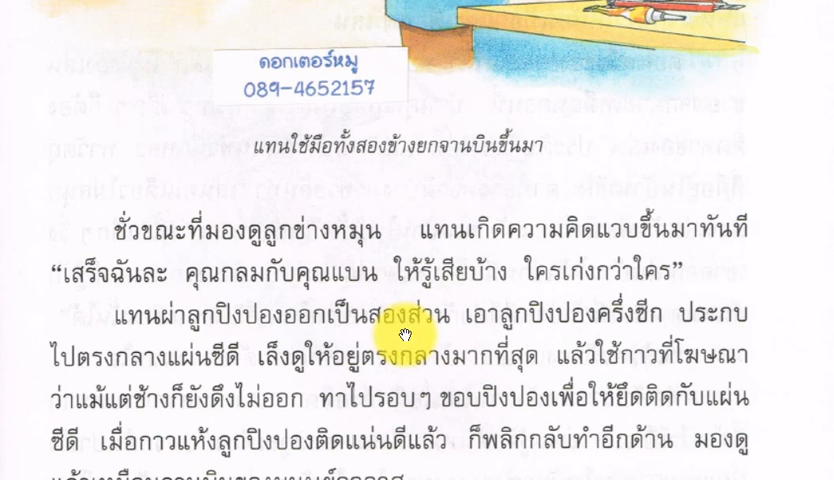 ดอกเตอร์หมู
089-4652157
แทนใช้มือทั้งสองข้างยกจานบินขึ้นมา
ชั่วขณะที่มองดูลูกข่างหมุน แทนเกิดความคิดแวบขึ้นมาทันที
“เสร็จฉันละ คุณกลมกับคุณแบน ให้รู้เสียบ้าง ใครเก่งกว่าใคร”
แทนผ่าลูกปิงปองออกเป็นสองส่วน เอาลูกปิงปองครึ่งซีก ประกบ
ไปตรงกลางแผ่นซีดี เล็งดูให้อยู่ตรงกลางมากที่สุด แล้วใช้กาวที่โฆษณา
ว่าแม้แต่ช้างก็ยังดึงไม่ออก ทาไปรอบๆ ขอบปิงปองเพื่อให้ยึดติดกับแผ่น
ซีดี เมื่อกาวแห้งลูกปิงปองติดแน่นดีแล้ว ก็พลิกกลับทำอีกด้าน มองดู